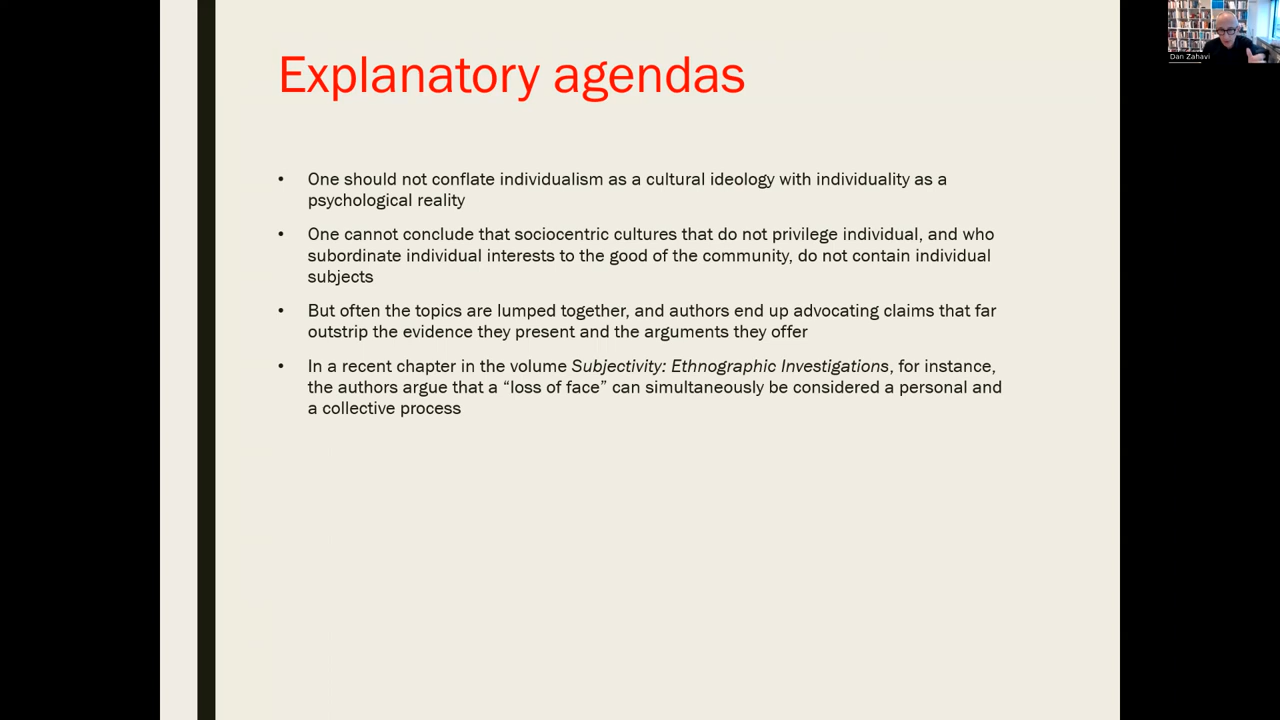 Explanatory agendas
Dan Zahavi
• One should not conflate individualism as a cultural ideology with individuality as a
psychological reality
• One cannot conclude that sociocentric cultures that do not privilege individual, and who
subordinate individual interests to the good of the community, do not contain individual
subjects
• But often the topics are lumped together, and authors end up advocating claims that far
outstrip the evidence they present and the arguments they offer
• In a recent chapter in the volume Subjectivity: Ethnographic Investigations, for instance,
the authors argue that a “loss of face” can simultaneously be considered a personal and
a collective process